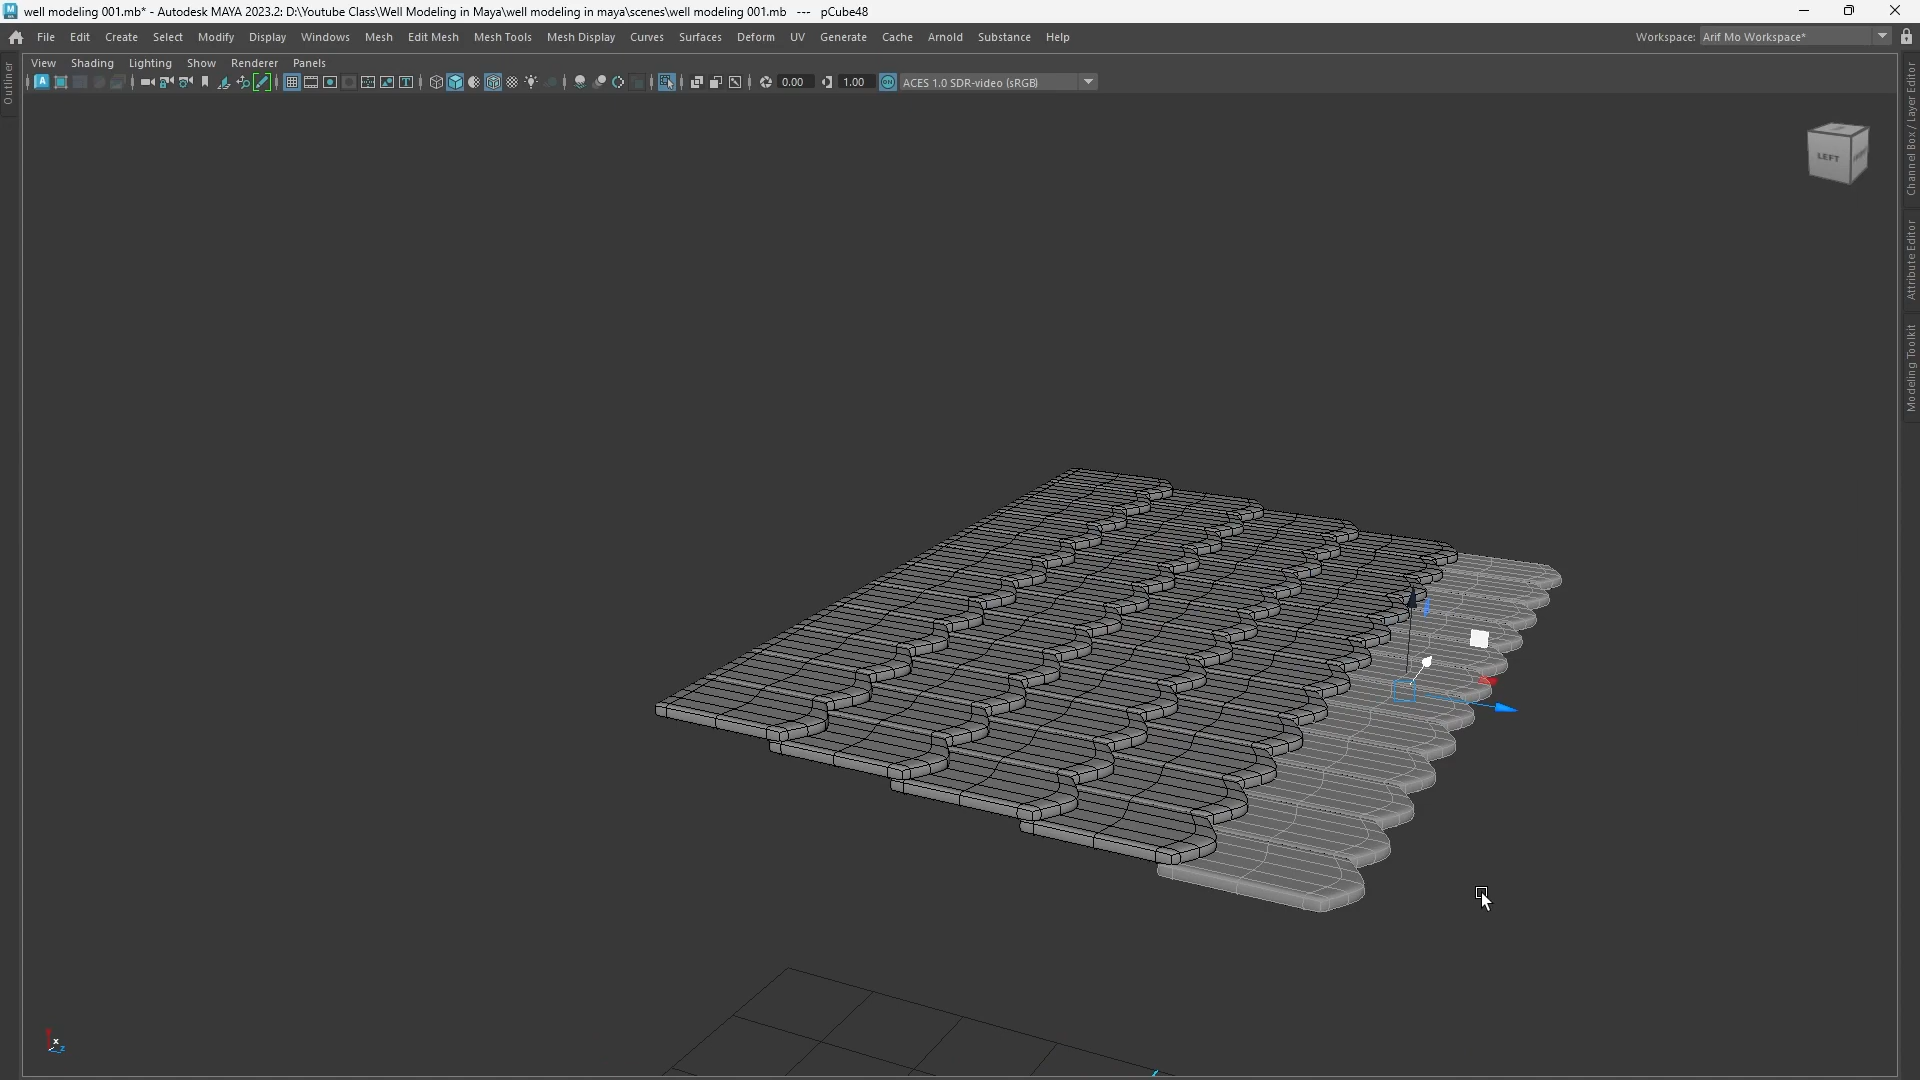 well modeling 001.mb* - Autodesk MAYA 2023.2: D:\Youtube Class\Well Modeling in Maya\well modeling in maya\scenes\well modeling 001.mb --- pCube48
File Edit Create Select Modify Display Windows Mesh Edit Mesh Mesh Tools Mesh Display Curves Surfaces Deform UV Generate Cache Arnold Substance Help Workspace: Arif Mo Workspace*
View Shading Lighting Show Renderer Panels
0.00 1.00 ACES 1.0 SDR-video (sRGB)
Outliner
Channel Box / Layer Editor
Attribute Editor
Modeling Toolkit
LEFT